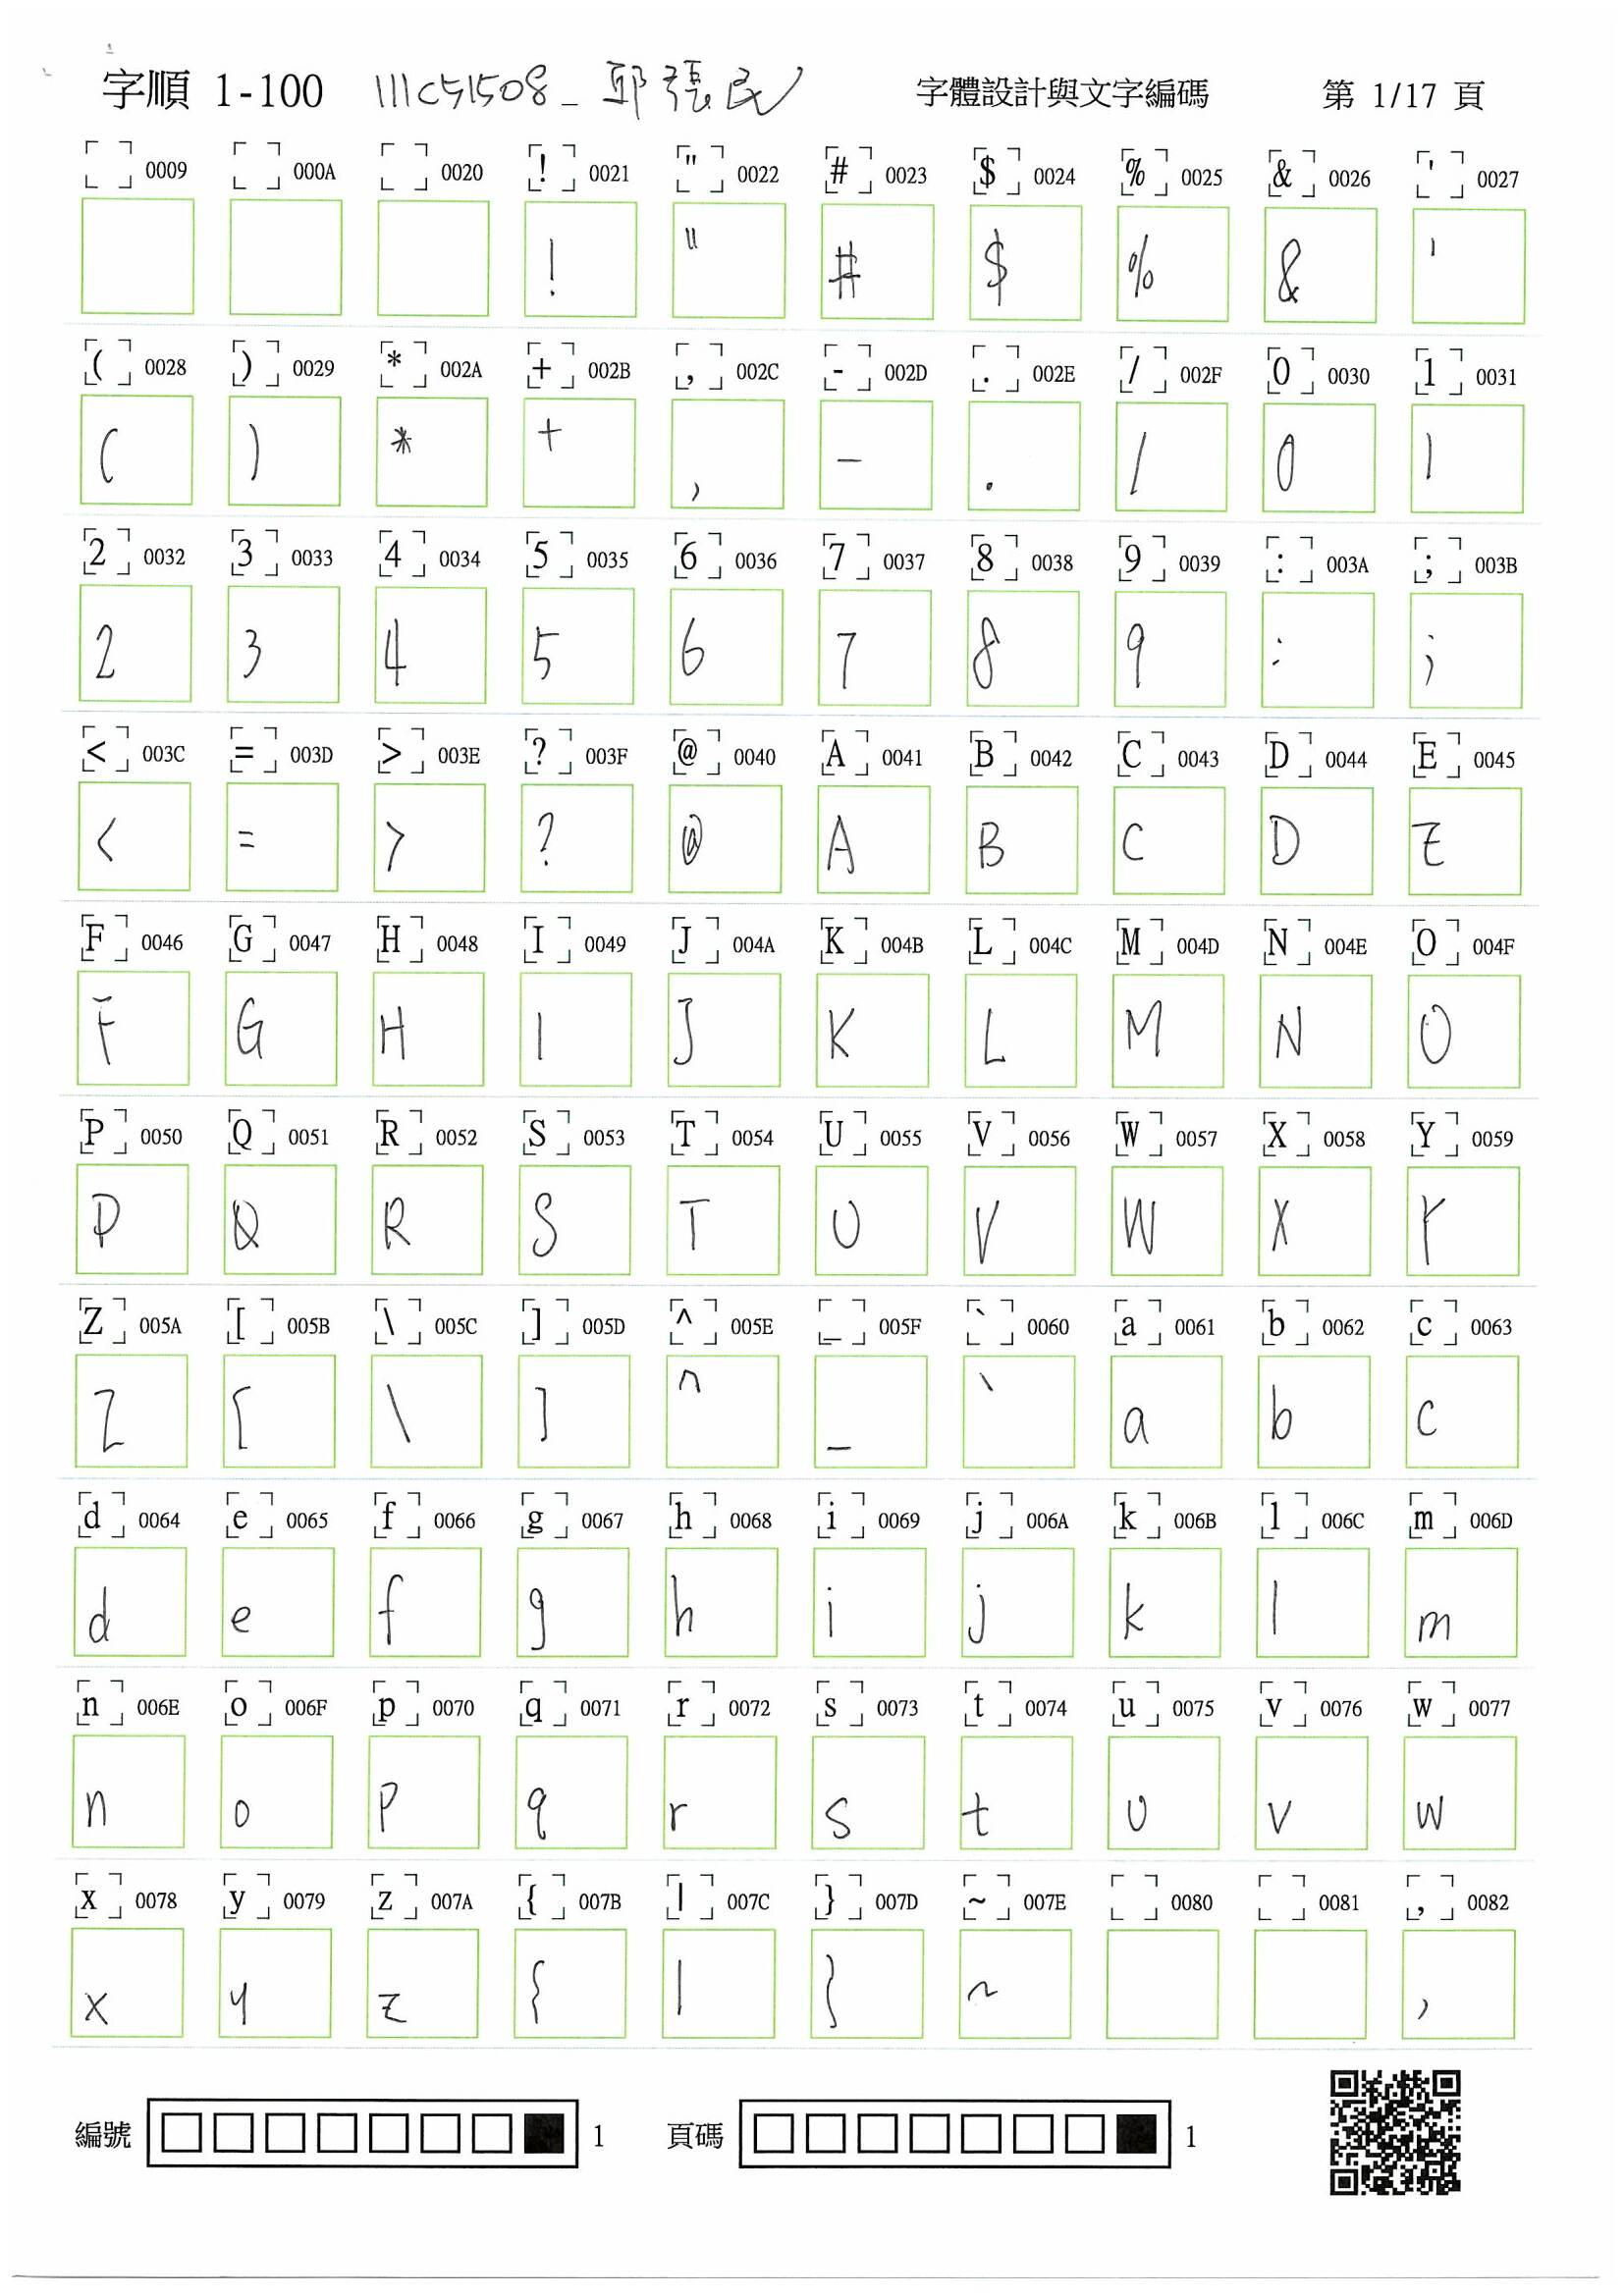 字順 1-100 111C51508_邱張民 字體設計與文字編碼 第 1/17 頁
0009 000A 0020 ! 0021 " 0022 # 0023 $ 0024 % 0025 & 0026 ' 0027
! " # $ % & '
( 0028 ) 0029 * 002A + 002B , 002C - 002D . 002E / 002F 0 0030 1 0031
( ) * + , - . / 0 1
2 0032 3 0033 4 0034 5 0035 6 0036 7 0037 8 0038 9 0039 : 003A ; 003B
2 3 4 5 6 7 8 9 : ;
< 003C = 003D > 003E ? 003F @ 0040 A 0041 B 0042 C 0043 D 0044 E 0045
< = > ? @ A B C D E
F 0046 G 0047 H 0048 I 0049 J 004A K 004B L 004C M 004D N 004E O 004F
F G H I J K L M N O
P 0050 Q 0051 R 0052 S 0053 T 0054 U 0055 V 0056 W 0057 X 0058 Y 0059
P Q R S T U V W X Y
Z 005A [ 005B \ 005C ] 005D ^ 005E _ 005F ` 0060 a 0061 b 0062 c 0063
Z [ \ ] ^ _ ` a b c
d 0064 e 0065 f 0066 g 0067 h 0068 i 0069 j 006A k 006B l 006C m 006D
d e f g h i j k l m
n 006E o 006F p 0070 q 0071 r 0072 s 0073 t 0074 u 0075 v 0076 w 0077
n o p q r s t u v w
x 0078 y 0079 z 007A { 007B | 007C } 007D ~ 007E 0080 0081 , 0082
x y z { | } ~ ,
編號 1 頁碼 1